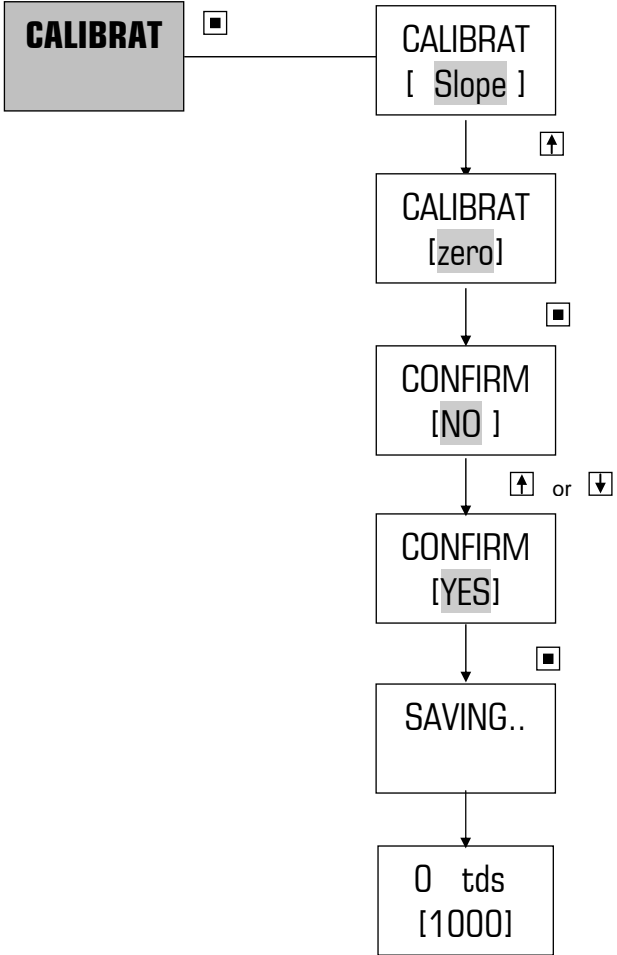 CALIBRAT
CALIBRAT
[ Slope ]
CALIBRAT
[zero]
CONFIRM
[NO ]
or
CONFIRM
[YES]
SAVING..
0 tds
[1000]